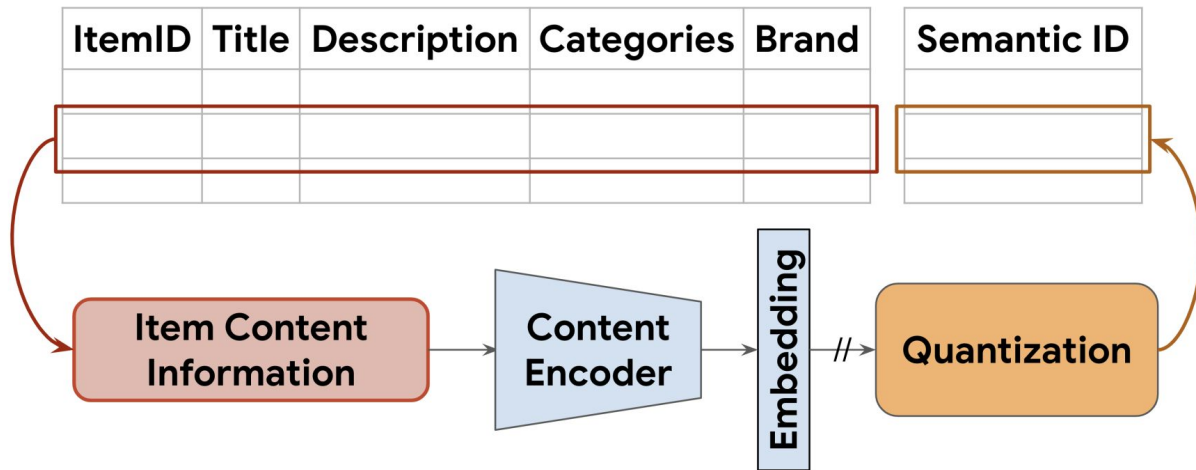 ItemID Title Description Categories Brand Semantic ID
Item Content
Information
Content
Encoder
Embedding
//
Quantization